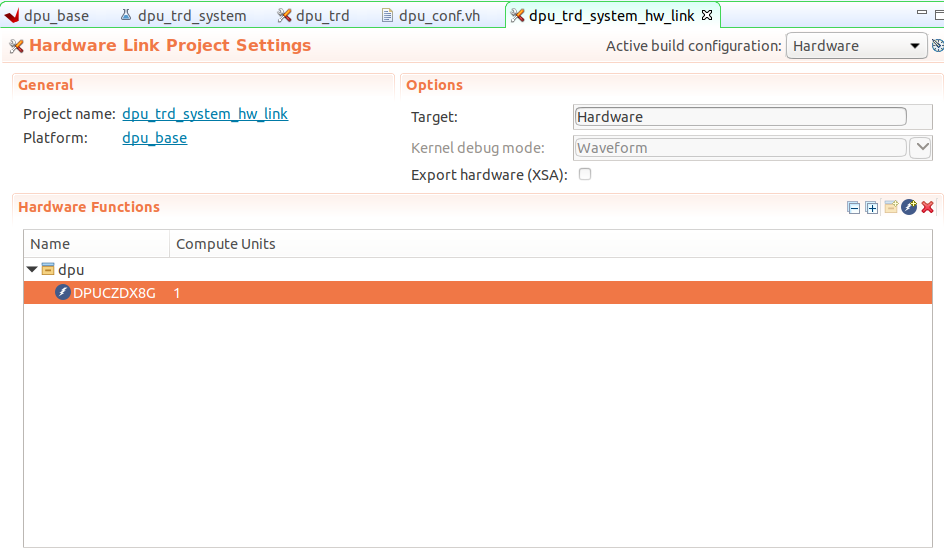 dpu_base dpu_trd_system dpu_trd dpu_conf.vh dpu_trd_system_hw_link
Hardware Link Project Settings Active build configuration: Hardware
General Options
Project name: dpu_trd_system_hw_link Target: Hardware
Platform: dpu_base Kernel debug mode: Waveform
Export hardware (XSA):
Hardware Functions
Name Compute Units
dpu
DPUCZDX8G 1